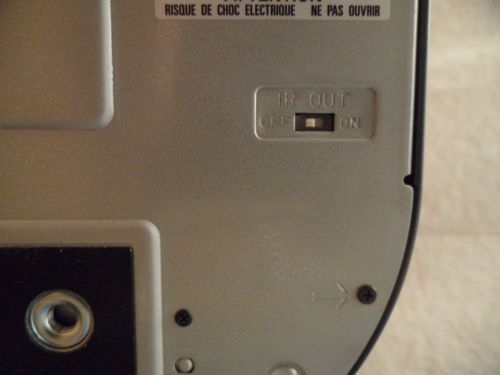 RISQUE DE CHOC ELECTRIQUE NE PAS OUVRIR
IR OUT
OFF ON